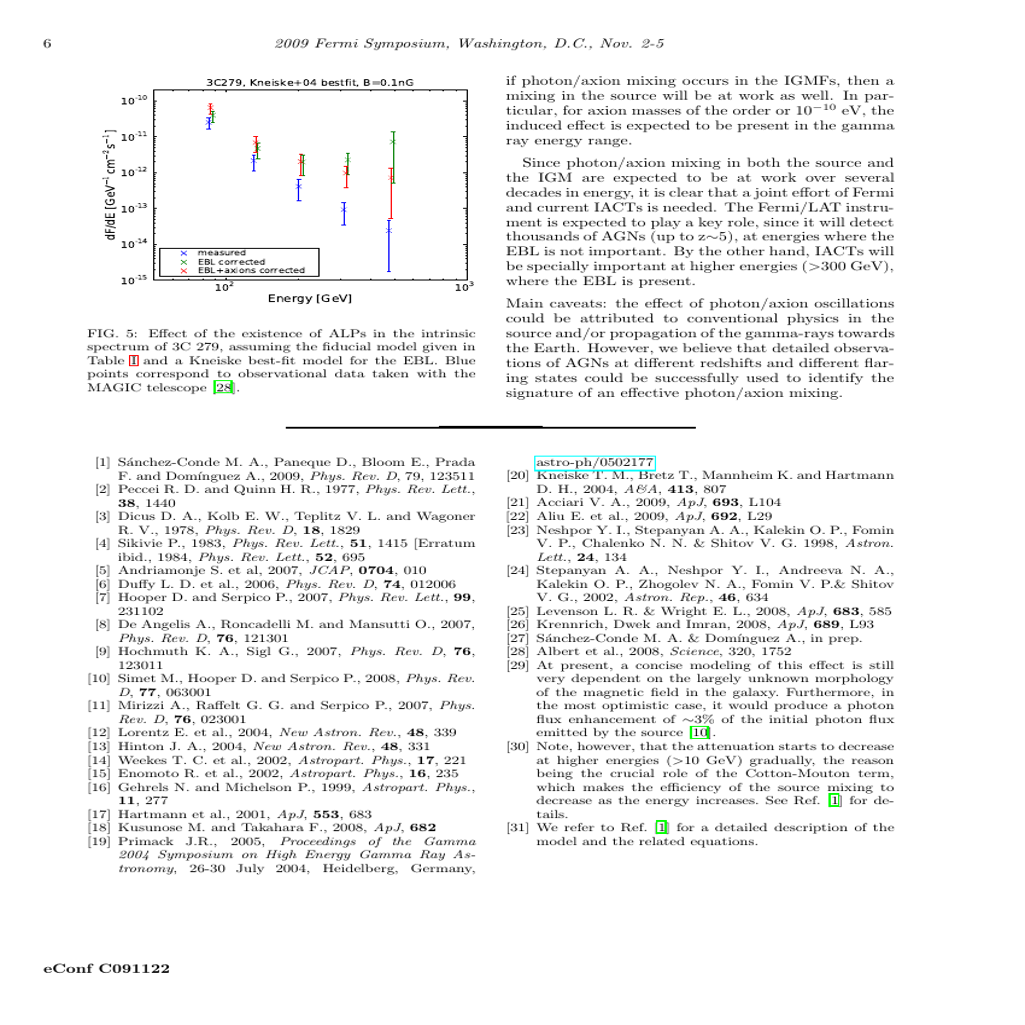 6
2009 Fermi Symposium, Washington, D.C., Nov. 2-5
3C279, Kneiske+04 bestfit, B=0.1nG
dF/dE [GeV⁻¹ cm⁻² s⁻¹]
10⁻¹⁰
10⁻¹¹
10⁻¹²
10⁻¹³
10⁻¹⁴
10⁻¹⁵
measured
EBL corrected
EBL+axions corrected
10²
10³
Energy [GeV]
FIG. 5: Effect of the existence of ALPs in the intrinsic
spectrum of 3C 279, assuming the fiducial model given in
Table I and a Kneiske best-fit model for the EBL. Blue
points correspond to observational data taken with the
MAGIC telescope [28].
if photon/axion mixing occurs in the IGMFs, then a
mixing in the source will be at work as well. In par-
ticular, for axion masses of the order or 10⁻¹⁰ eV, the
induced effect is expected to be present in the gamma
ray energy range.
Since photon/axion mixing in both the source and
the IGM are expected to be at work over several
decades in energy, it is clear that a joint effort of Fermi
and current IACTs is needed. The Fermi/LAT instru-
ment is expected to play a key role, since it will detect
thousands of AGNs (up to z∼5), at energies where the
EBL is not important. By the other hand, IACTs will
be specially important at higher energies (>300 GeV),
where the EBL is present.
Main caveats: the effect of photon/axion oscillations
could be attributed to conventional physics in the
source and/or propagation of the gamma-rays towards
the Earth. However, we believe that detailed observa-
tions of AGNs at different redshifts and different flar-
ing states could be successfully used to identify the
signature of an effective photon/axion mixing.
[1] Sánchez-Conde M. A., Paneque D., Bloom E., Prada
F. and Domínguez A., 2009, Phys. Rev. D, 79, 123511
[2] Peccei R. D. and Quinn H. R., 1977, Phys. Rev. Lett.,
38, 1440
[3] Dicus D. A., Kolb E. W., Teplitz V. L. and Wagoner
R. V., 1978, Phys. Rev. D, 18, 1829
[4] Sikivie P., 1983, Phys. Rev. Lett., 51, 1415 [Erratum
ibid., 1984, Phys. Rev. Lett., 52, 695
[5] Andriamonje S. et al, 2007, JCAP, 0704, 010
[6] Duffy L. D. et al., 2006, Phys. Rev. D, 74, 012006
[7] Hooper D. and Serpico P., 2007, Phys. Rev. Lett., 99,
231102
[8] De Angelis A., Roncadelli M. and Mansutti O., 2007,
Phys. Rev. D, 76, 121301
[9] Hochmuth K. A., Sigl G., 2007, Phys. Rev. D, 76,
123011
[10] Simet M., Hooper D. and Serpico P., 2008, Phys. Rev.
D, 77, 063001
[11] Mirizzi A., Raffelt G. G. and Serpico P., 2007, Phys.
Rev. D, 76, 023001
[12] Lorentz E. et al., 2004, New Astron. Rev., 48, 339
[13] Hinton J. A., 2004, New Astron. Rev., 48, 331
[14] Weekes T. C. et al., 2002, Astropart. Phys., 17, 221
[15] Enomoto R. et al., 2002, Astropart. Phys., 16, 235
[16] Gehrels N. and Michelson P., 1999, Astropart. Phys.,
11, 277
[17] Hartmann et al., 2001, ApJ, 553, 683
[18] Kusunose M. and Takahara F., 2008, ApJ, 682
[19] Primack J.R., 2005, Proceedings of the Gamma
2004 Symposium on High Energy Gamma Ray As-
tronomy, 26-30 July 2004, Heidelberg, Germany,
astro-ph/0502177
[20] Kneiske T. M., Bretz T., Mannheim K. and Hartmann
D. H., 2004, A&A, 413, 807
[21] Acciari V. A., 2009, ApJ, 693, L104
[22] Aliu E. et al., 2009, ApJ, 692, L29
[23] Neshpor Y. I., Stepanyan A. A., Kalekin O. P., Fomin
V. P., Chalenko N. N. & Shitov V. G. 1998, Astron.
Lett., 24, 134
[24] Stepanyan A. A., Neshpor Y. I., Andreeva N. A.,
Kalekin O. P., Zhogolev N. A., Fomin V. P.& Shitov
V. G., 2002, Astron. Rep., 46, 634
[25] Levenson L. R. & Wright E. L., 2008, ApJ, 683, 585
[26] Krennrich, Dwek and Imran, 2008, ApJ, 689, L93
[27] Sánchez-Conde M. A. & Domínguez A., in prep.
[28] Albert et al., 2008, Science, 320, 1752
[29] At present, a concise modeling of this effect is still
very dependent on the largely unknown morphology
of the magnetic field in the galaxy. Furthermore, in
the most optimistic case, it would produce a photon
flux enhancement of ∼3% of the initial photon flux
emitted by the source [10].
[30] Note, however, that the attenuation starts to decrease
at higher energies (>10 GeV) gradually, the reason
being the crucial role of the Cotton-Mouton term,
which makes the efficiency of the source mixing to
decrease as the energy increases. See Ref. [1] for de-
tails.
[31] We refer to Ref. [1] for a detailed description of the
model and the related equations.
eConf C091122